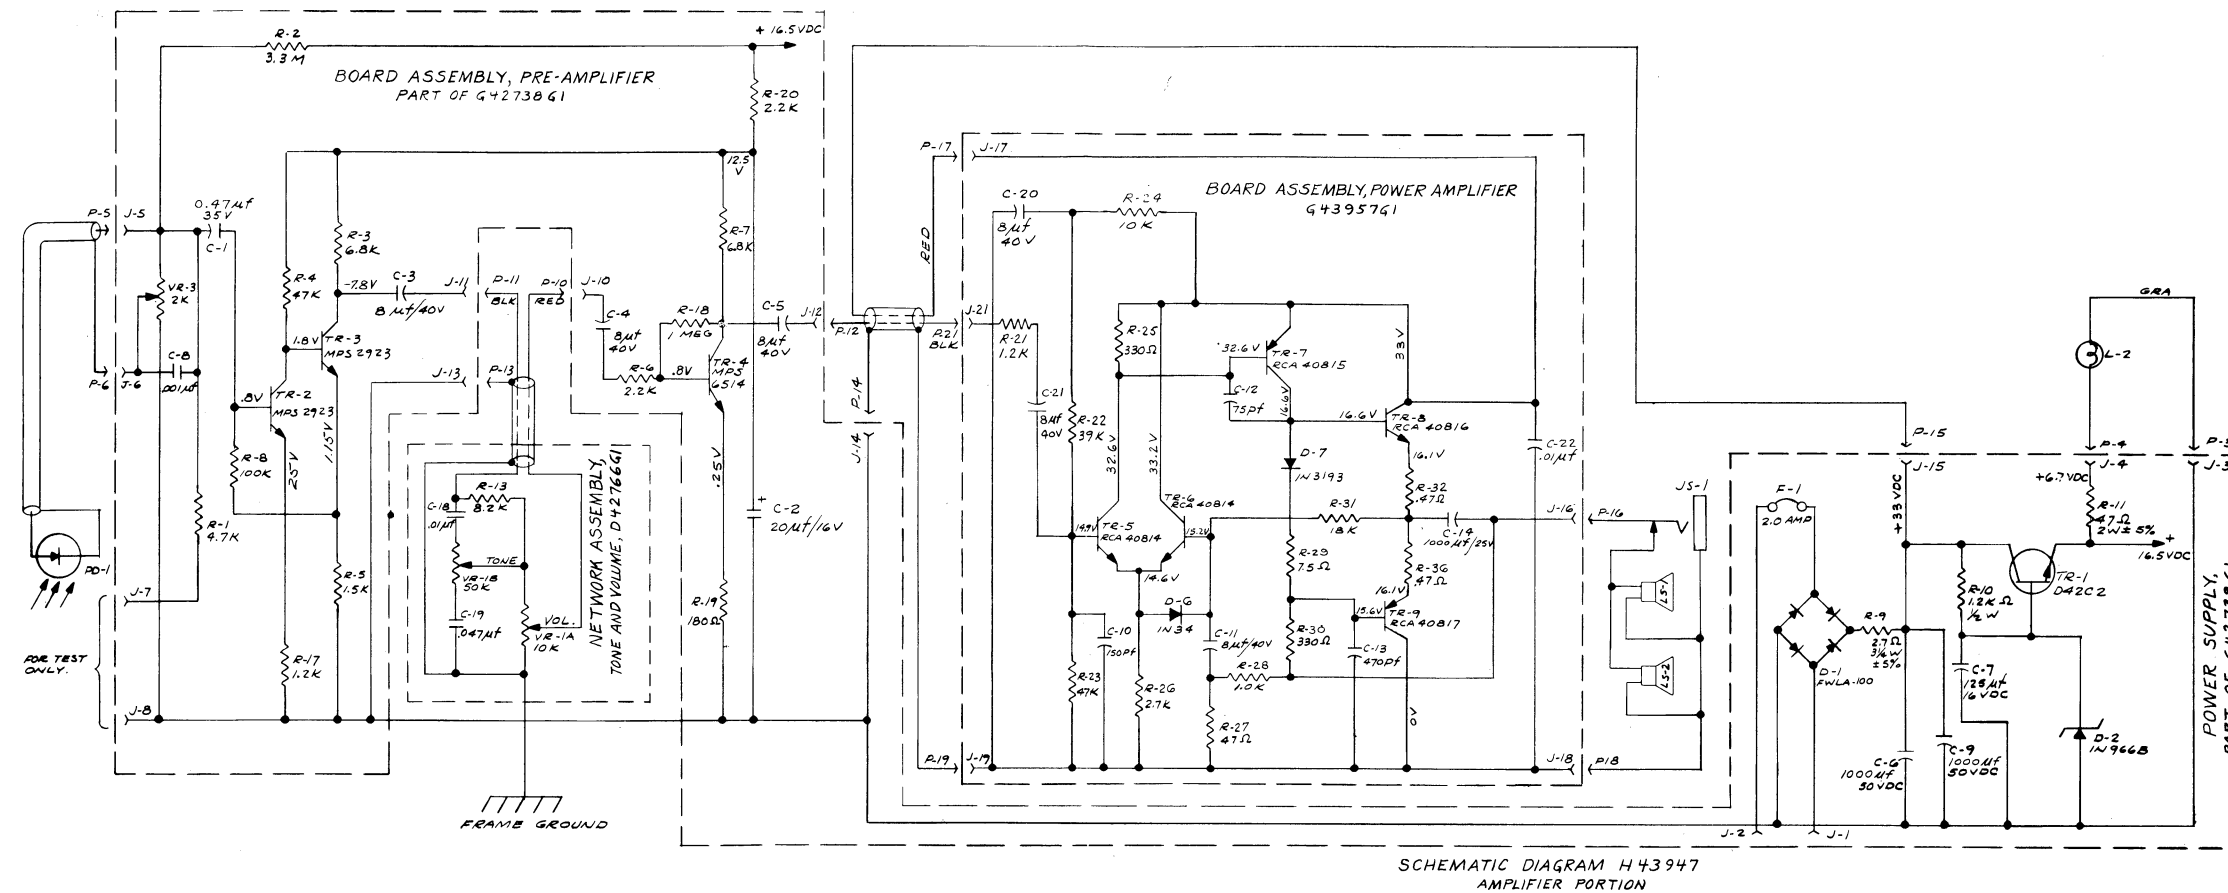 R-2
3.3M
+ 16.5VDC
BOARD ASSEMBLY, PRE-AMPLIFIER
PART OF G42738G1
R-20
2.2K
12.5
V
P-5
J-5
0.47µf
35V
C-1
R-3
6.8K
R-4
47K
-7.8V
C-3
8µf/40V
J-11
P-11
BLK
P-10
RED
J-10
C-4
8µf
40V
R-18
1 MEG
R-7
6.8K
C-5
8µf
40V
J-12
P-12
VR-3
2K
1.8V
TR-3
MPS2923
P-6
J-6
C-8
.001µf
.8V
TR-2
MPS2923
.25V
1.15V
J-13
P-13
R-6
2.2K
.8V
TR-4
MPS
6514
.25V
P-14
J-14
R-8
100K
R-1
4.7K
R-5
1.5K
R-17
1.2K
PD-1
J-7
FOR TEST
ONLY.
J-8
C-18
.01µf
R-13
8.2K
TONE
VR-1B
50K
C-19
.047µf
VOL.
VR-1A
10K
NETWORK ASSEMBLY,
TONE AND VOLUME, D42766G1
R-19
180Ω
+
C-2
20µf/16V
FRAME GROUND
P-17
J-17
RED
BOARD ASSEMBLY, POWER AMPLIFIER
G43957G1
C-20
8µf
40V
R-24
10K
P21
BLK
J-21
R-21
1.2K
C-21
8µf
40V
R-22
39K
R-25
330Ω
32.6V
33.2V
32.6V
TR-7
RCA 40815
C-12
75pf
16.6V
33V
16.6V
TR-8
RCA 40816
16.1V
D-7
1N3193
R-32
.47Ω
C-22
.01µf
14.9V
TR-5
RCA 40814
TR-6
RCA 40814
15.2V
14.6V
R-31
18K
C-14
1000µf/25V
J-16
P-16
JS-1
R-29
7.5Ω
R-36
.47Ω
16.1V
D-6
1N34
C-10
150Pf
C-11
8µf/40V
R-30
330Ω
15.6V
TR-9
RCA 40817
C-13
470pf
R-23
47K
R-26
2.7K
R-28
1.0K
R-27
47Ω
0V
P-19
J-19
J-18
P18
LS-1
LS-2
GRA
L-2
P-15
J-15
P-4
J-4
P-3
J-3
+33VDC
+6.7VDC
F-1
2.0 AMP
R-11
47Ω
2W±5%
+
16.5VDC
R-10
1.2KΩ
½W
TR-1
D42C2
R-9
2.7Ω
3¼W
±5%
D-1
FWLA-100
C-7
125µf
16VDC
C-6
1000µf
50VDC
C-9
1000µf
50VDC
D-2
1N966B
J-2
J-1
POWER SUPPLY,
SCHEMATIC DIAGRAM H43947
AMPLIFIER PORTION